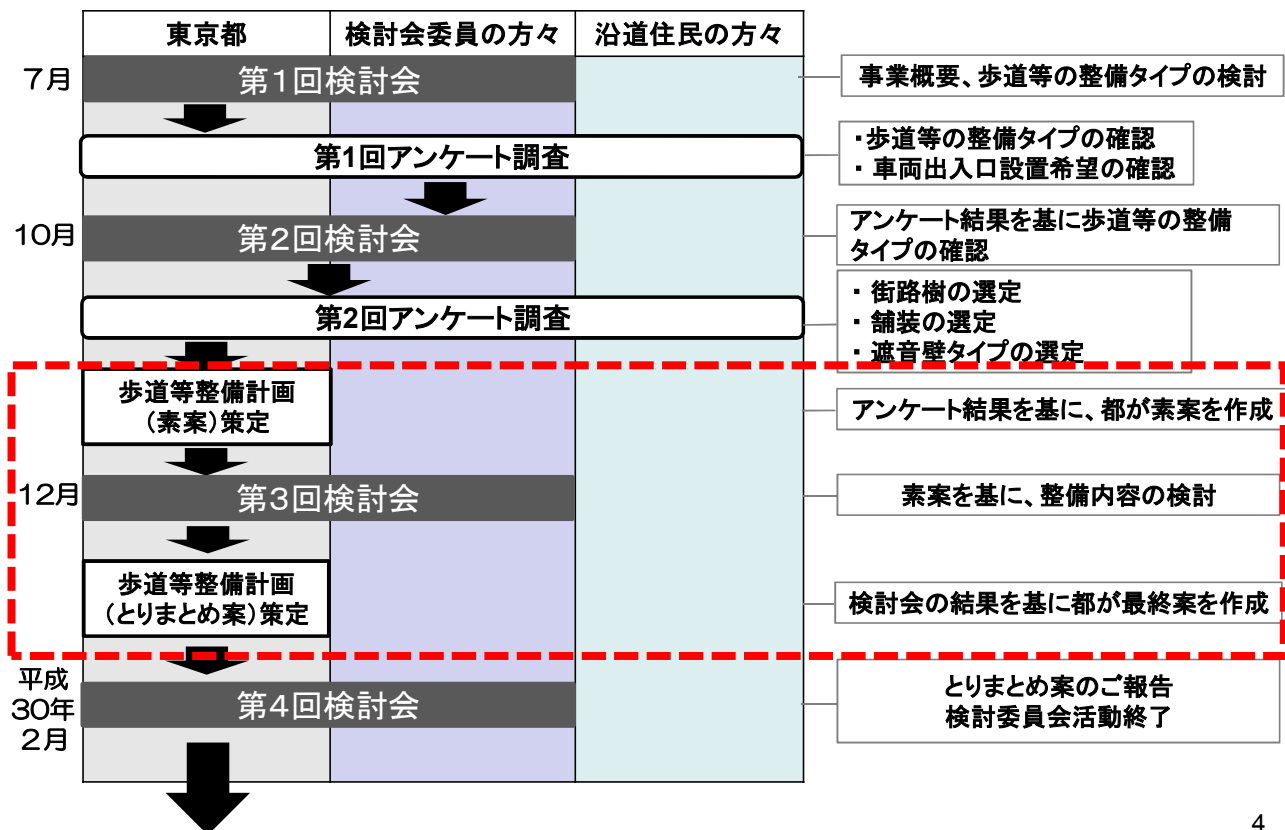 東京都
検討会委員の方々
沿道住民の方々
7月
第1回検討会
事業概要、歩道等の整備タイプの検討
第1回アンケート調査
・歩道等の整備タイプの確認
・車両出入口設置希望の確認
10月
第2回検討会
アンケート結果を基に歩道等の整備
タイプの確認
第2回アンケート調査
・街路樹の選定
・舗装の選定
・遮音壁タイプの選定
歩道等整備計画
(素案)策定
アンケート結果を基に、都が素案を作成
12月
第3回検討会
素案を基に、整備内容の検討
歩道等整備計画
(とりまとめ案)策定
検討会の結果を基に都が最終案を作成
平成
30年
2月
第4回検討会
とりまとめ案のご報告
検討委員会活動終了
4